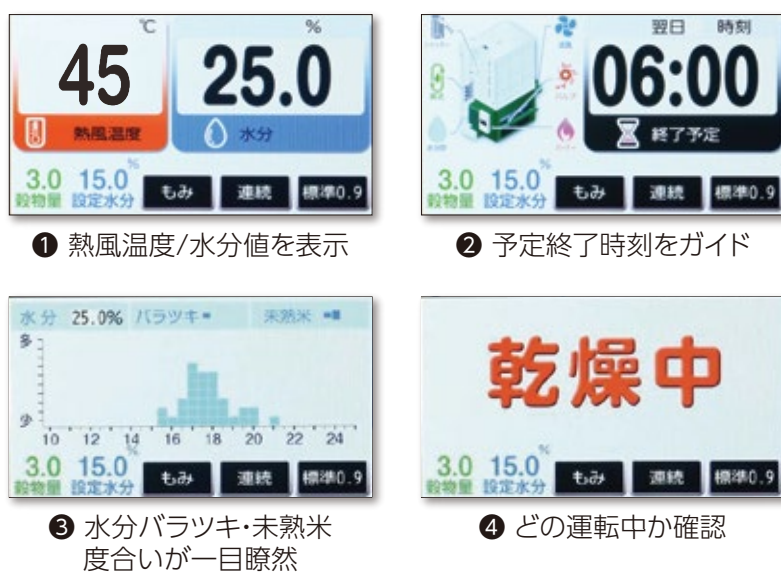 ℃
45
熱風温度
%
25.0
水分
3.0
穀物量
15.0%
設定水分
もみ
連続
標準0.9
❶ 熱風温度/水分値を表示
翌日 時刻
06:00
終了予定
3.0
穀物量
15.0%
設定水分
もみ
連続
標準0.9
❷ 予定終了時刻をガイド
水分 25.0% バラツキ 未熟米
多
少
10 12 14 16 18 20 22 24
3.0
穀物量
15.0%
設定水分
もみ
連続
標準0.9
❸ 水分バラツキ・未熟米
度合いが一目瞭然
乾燥中
3.0
穀物量
15.0%
設定水分
もみ
連続
標準0.9
❹ どの運転中か確認